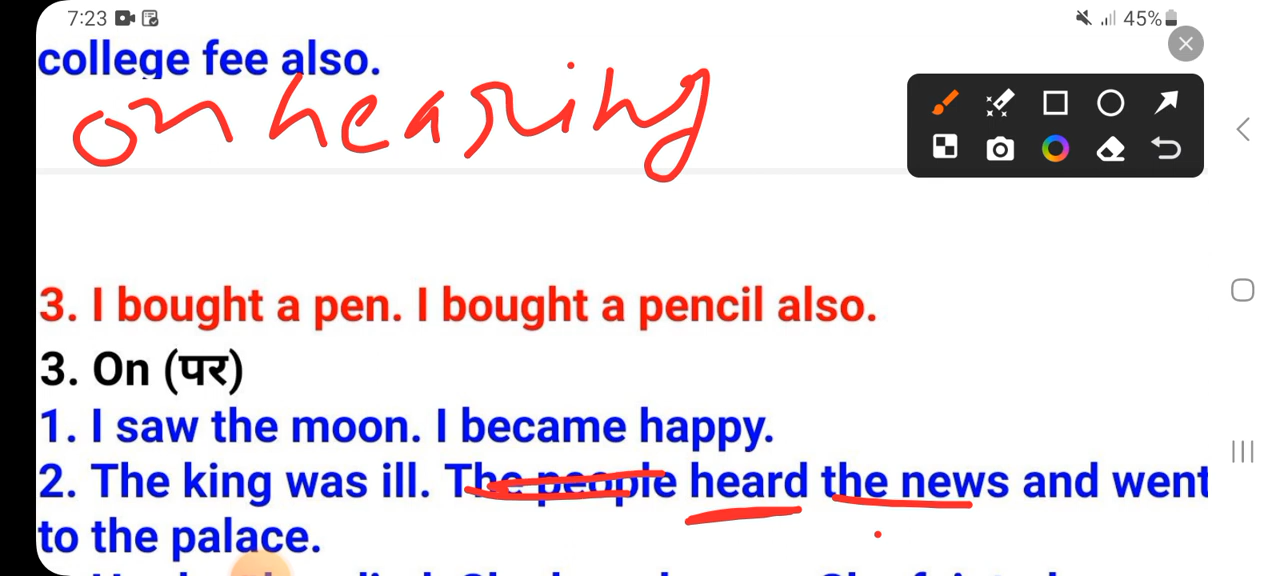 7:23
45%
college fee also.
on hearing
3. I bought a pen. I bought a pencil also.
3. On (पर)
1. I saw the moon. I became happy.
2. The king was ill. The people heard the news and went
to the palace.